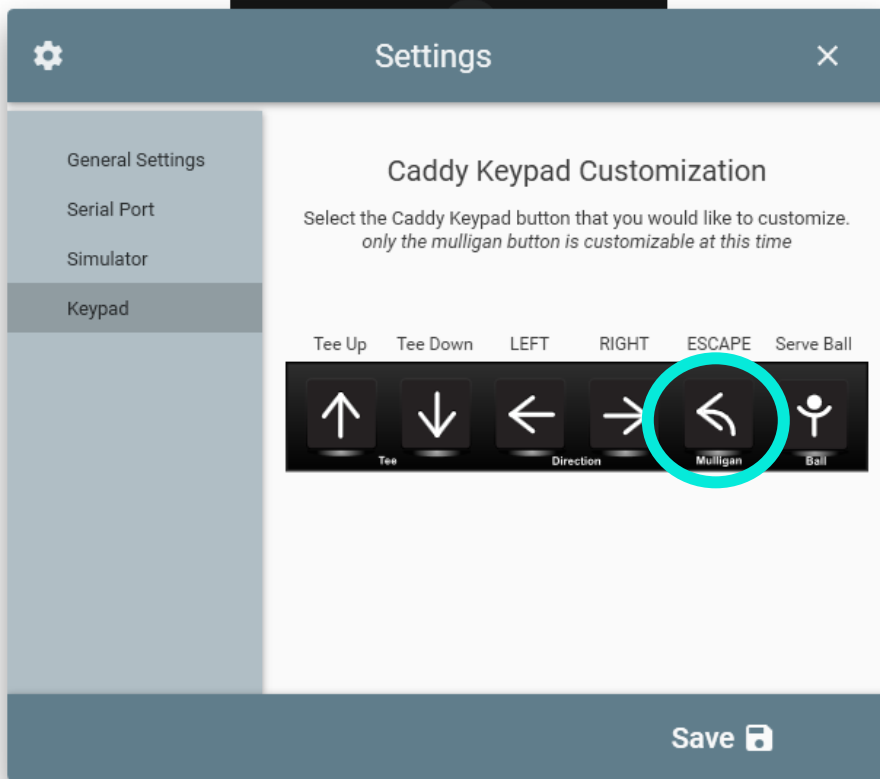 Settings
General Settings
Serial Port
Simulator
Keypad
Caddy Keypad Customization
Select the Caddy Keypad button that you would like to customize.
only the mulligan button is customizable at this time
Tee Up Tee Down LEFT RIGHT ESCAPE Serve Ball
Tee Direction Mulligan Ball
Save